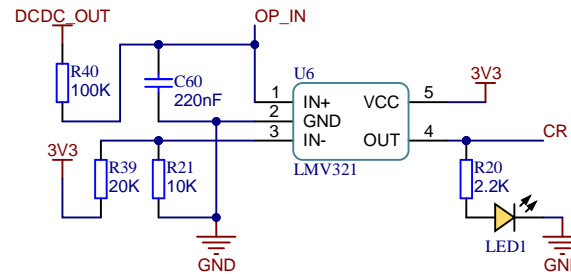 DCDC_OUT
OP_IN
R40
100K
C60
220nF
U6
1
IN+
VCC
5
3V3
2
GND
3
IN-
OUT
4
CR
LMV321
3V3
R39
20K
R21
10K
R20
2.2K
LED1
GND
GND